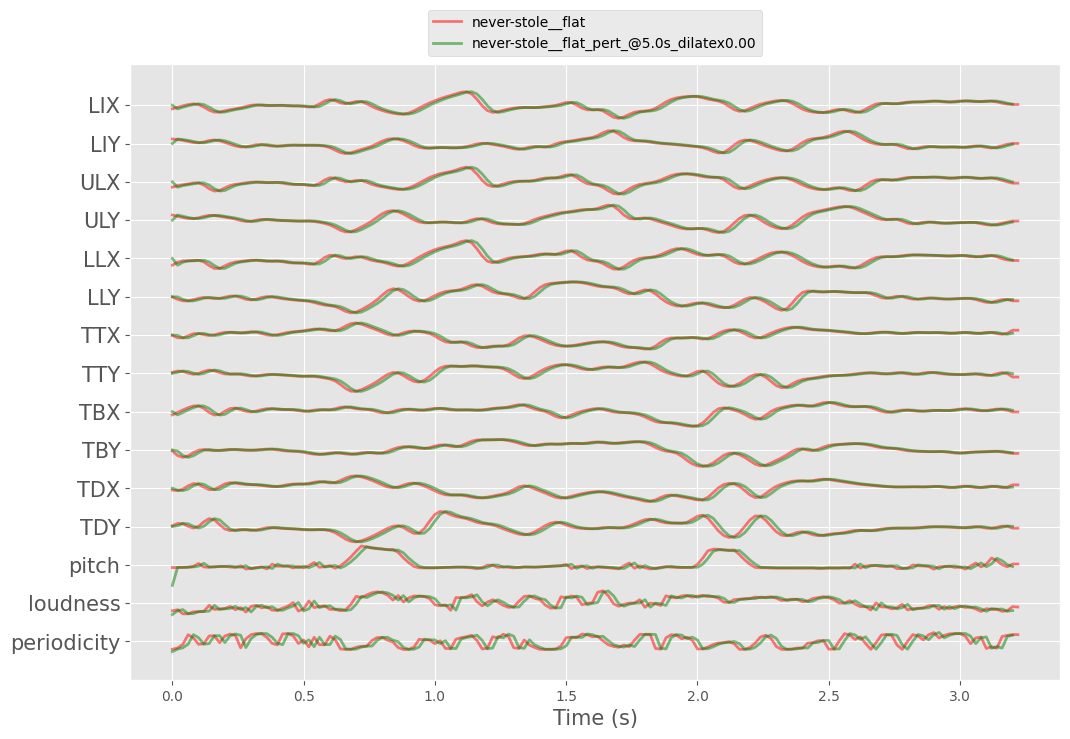 never-stole__flat
never-stole__flat_pert_@5.0s_dilatex0.00
LIX
LIY
ULX
ULY
LLX
LLY
TTX
TTY
TBX
TBY
TDX
TDY
pitch
loudness
periodicity
0.0 0.5 1.0 1.5 2.0 2.5 3.0
Time (s)